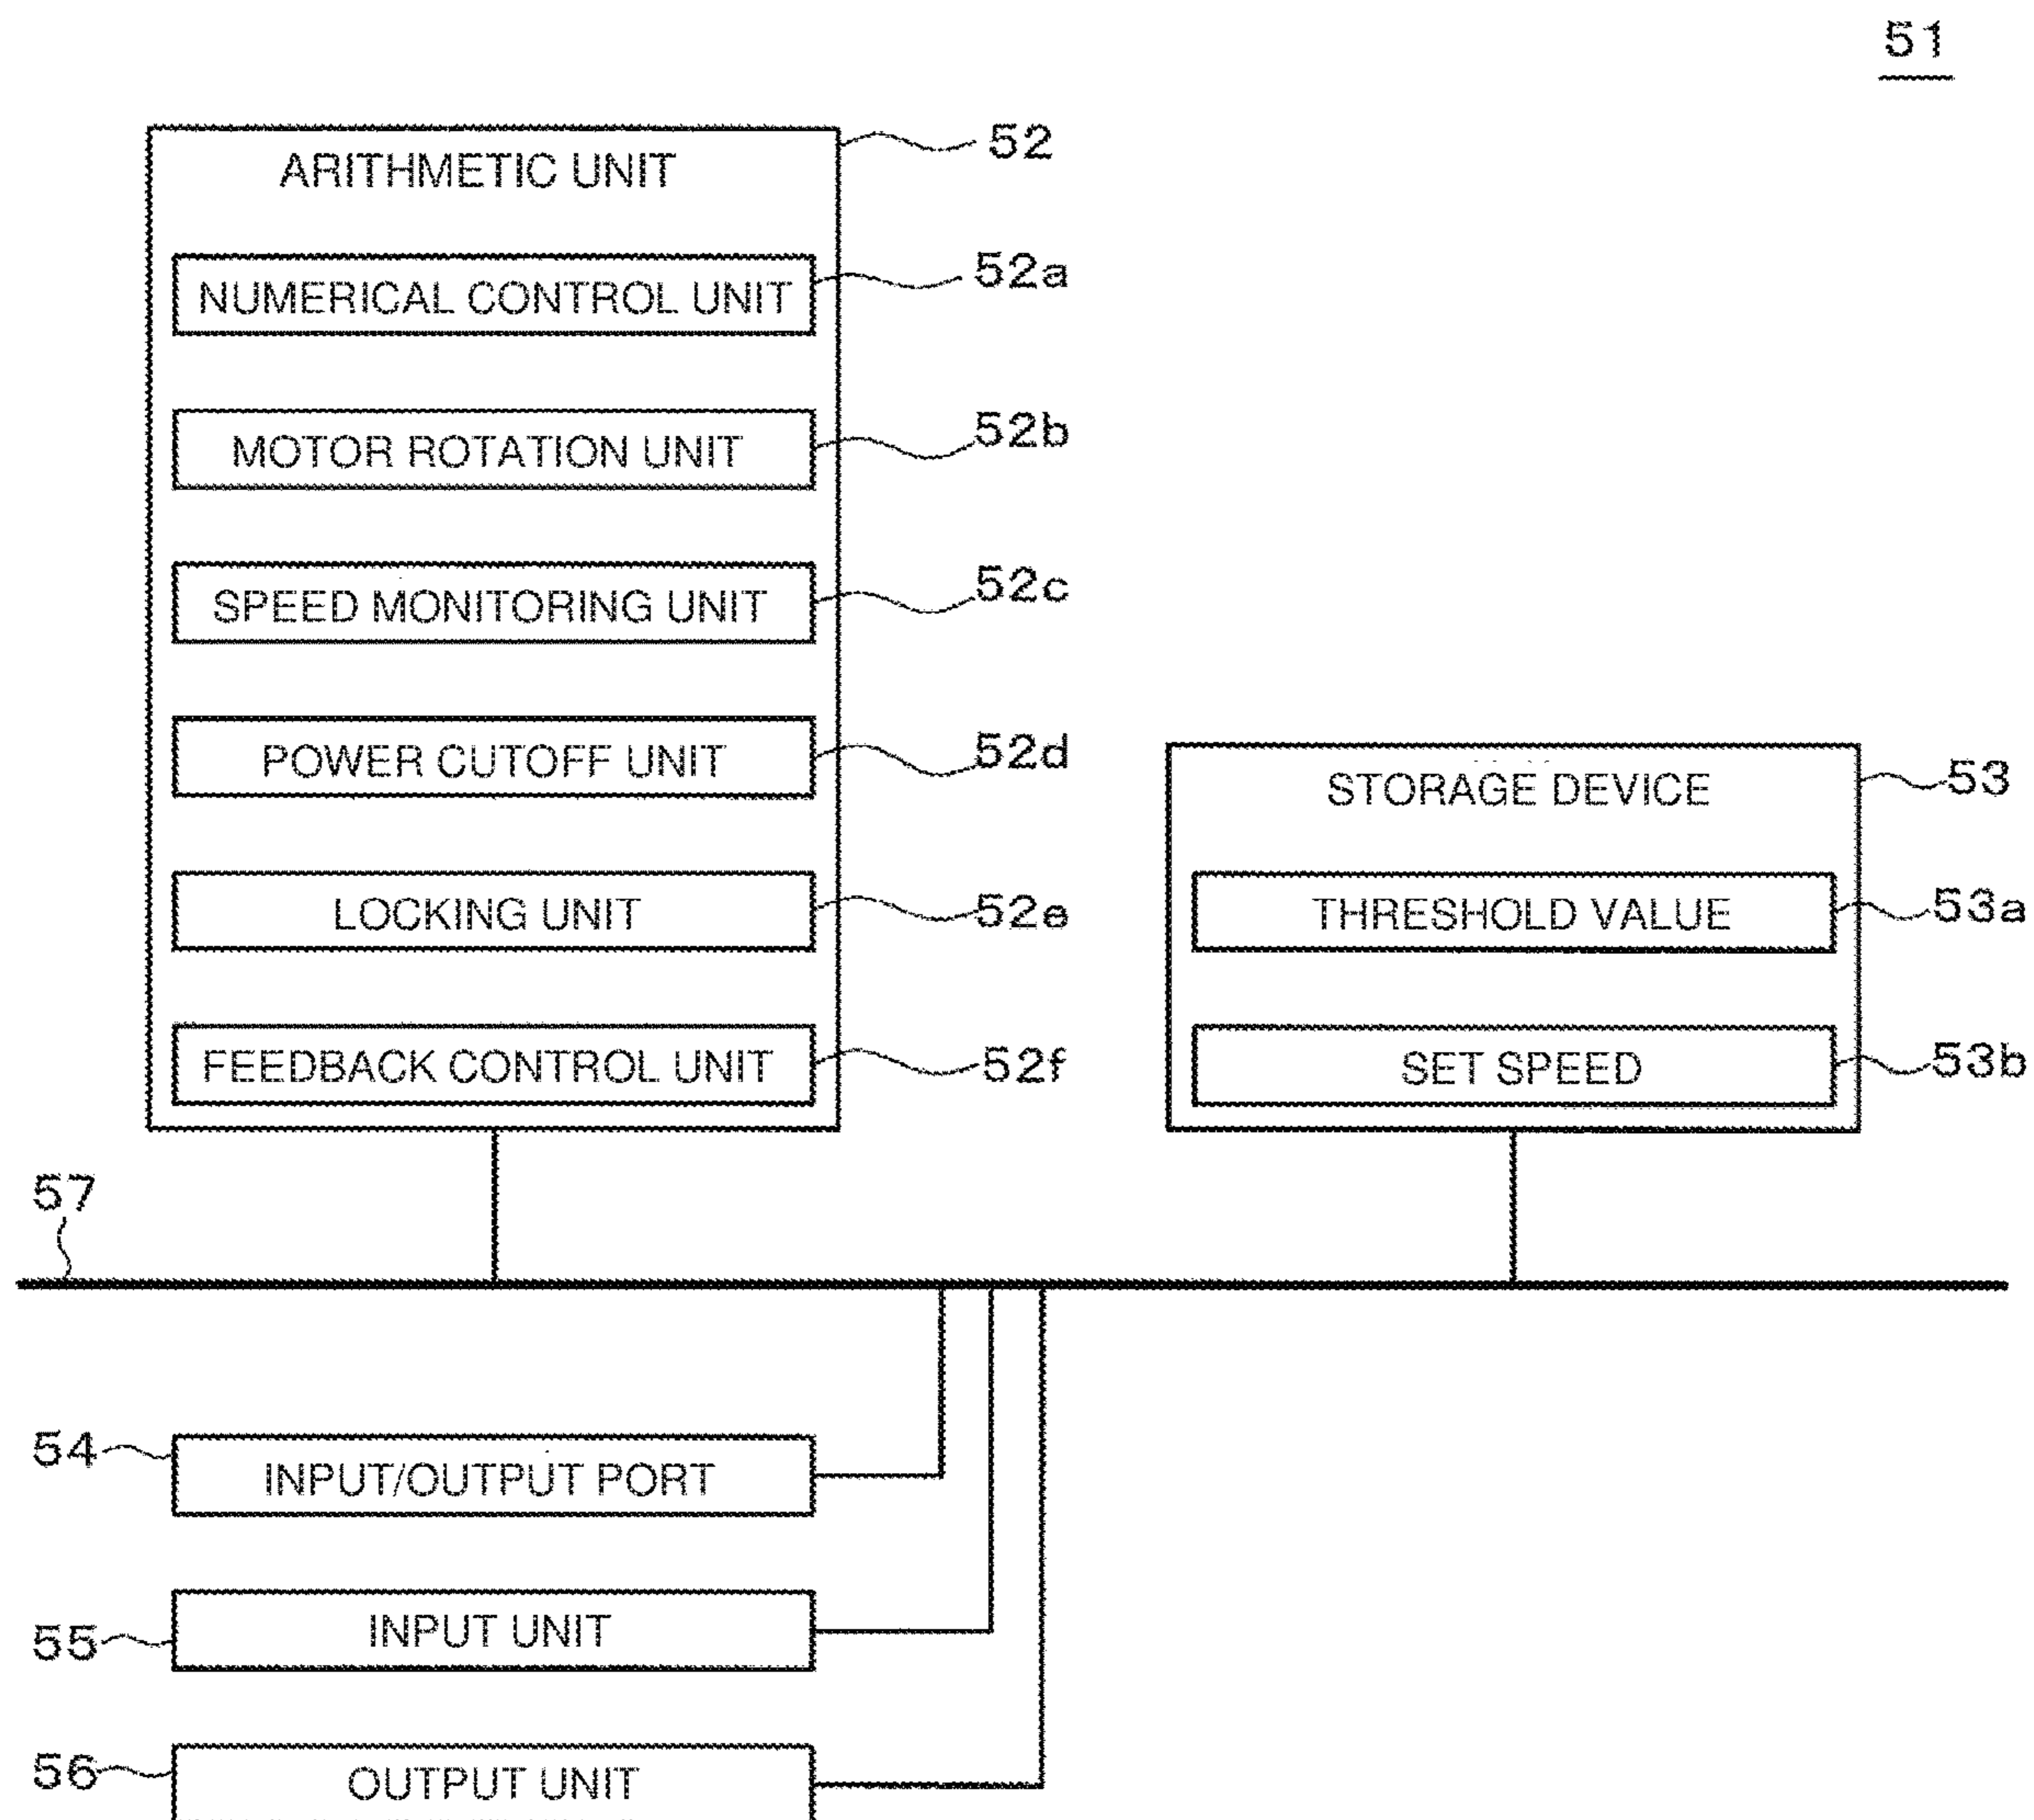 51
ARITHMETIC UNIT
52
NUMERICAL CONTROL UNIT
52a
MOTOR ROTATION UNIT
52b
SPEED MONITORING UNIT
52c
POWER CUTOFF UNIT
52d
LOCKING UNIT
52e
FEEDBACK CONTROL UNIT
52f
STORAGE DEVICE
53
THRESHOLD VALUE
53a
SET SPEED
53b
57
54
INPUT/OUTPUT PORT
55
INPUT UNIT
56
OUTPUT UNIT